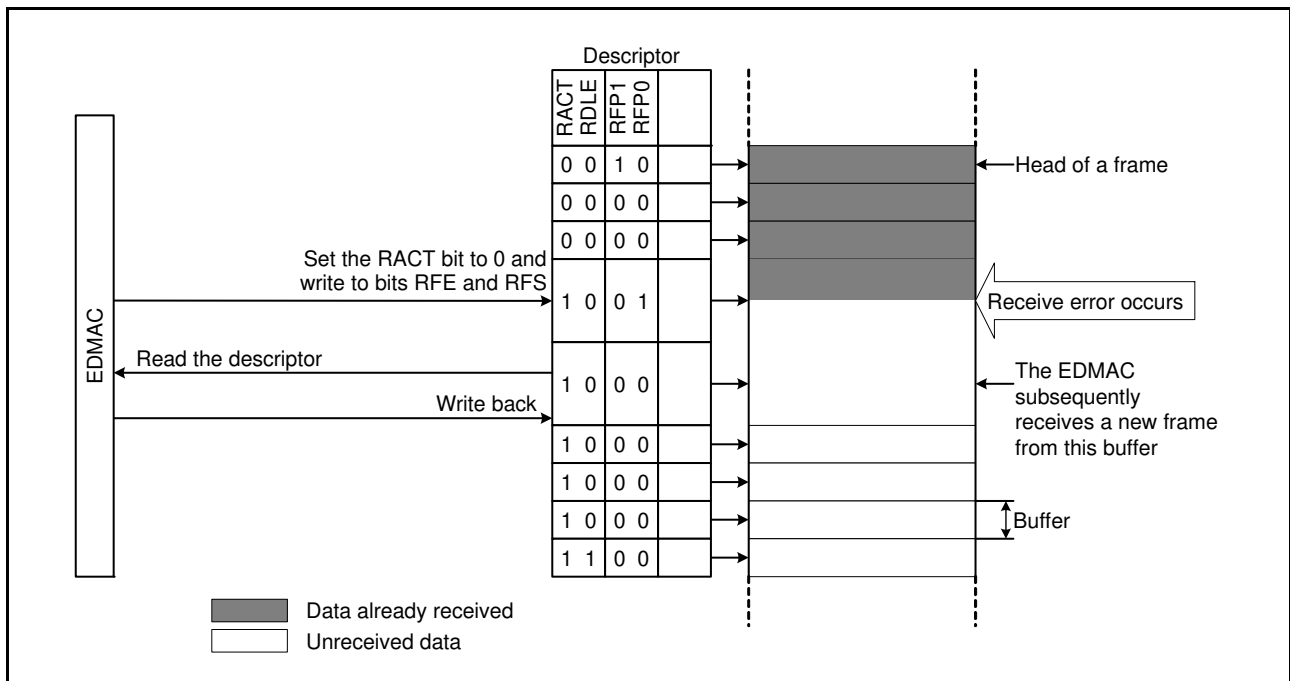 Descriptor
RACT
RDLE
RFP1
RFP0
0 0 1 0
Head of a frame
0 0 0 0
0 0 0 0
Set the RACT bit to 0 and
write to bits RFE and RFS
1 0 0 1
Receive error occurs
EDMAC
Read the descriptor
1 0 0 0
Write back
The EDMAC
subsequently
receives a new frame
from this buffer
1 0 0 0
1 0 0 0
1 0 0 0
Buffer
1 1 0 0
Data already received
Unreceived data